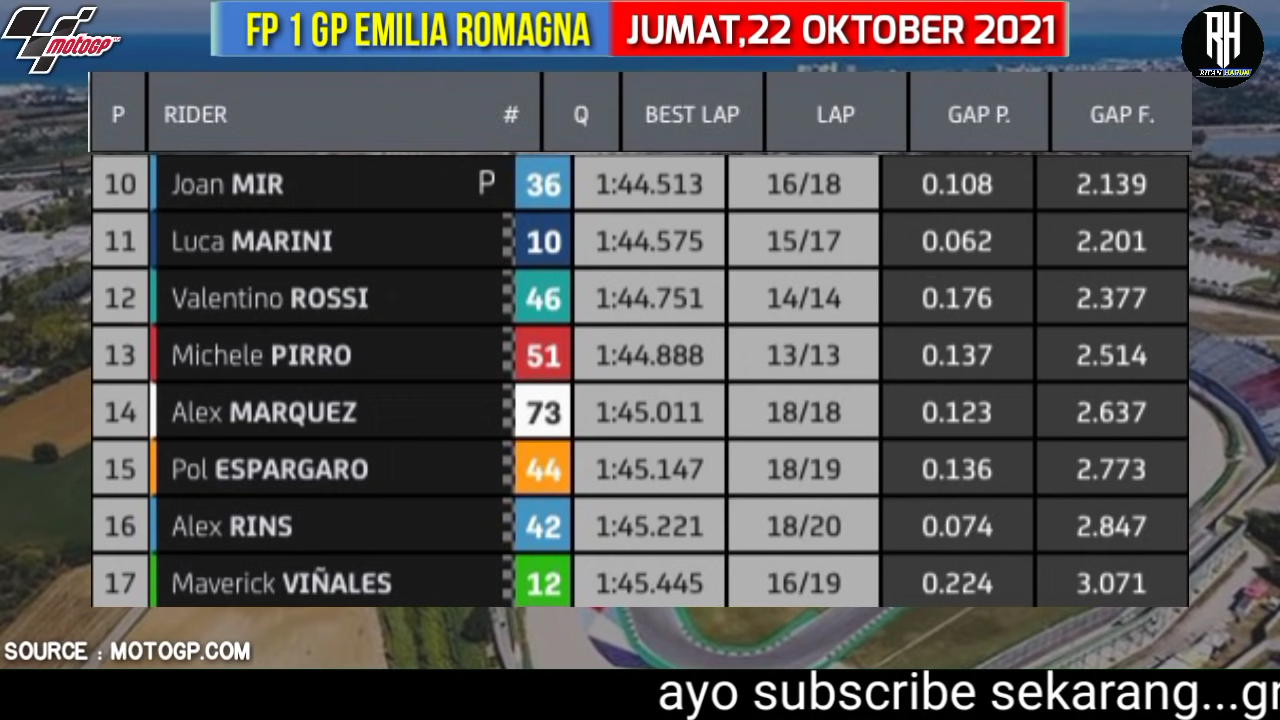 MotoGP
FP 1 GP EMILIA ROMAGNA JUMAT,22 OKTOBER 2021
RH
RITAN HARUN
P RIDER # Q BEST LAP LAP GAP P. GAP F.
10 Joan MIR P 36 1:44.513 16/18 0.108 2.139
11 Luca MARINI 10 1:44.575 15/17 0.062 2.201
12 Valentino ROSSI 46 1:44.751 14/14 0.176 2.377
13 Michele PIRRO 51 1:44.888 13/13 0.137 2.514
14 Alex MARQUEZ 73 1:45.011 18/18 0.123 2.637
15 Pol ESPARGARO 44 1:45.147 18/19 0.136 2.773
16 Alex RINS 42 1:45.221 18/20 0.074 2.847
17 Maverick VIÑALES 12 1:45.445 16/19 0.224 3.071
SOURCE : MOTOGP.COM
ayo subscribe sekarang...gr